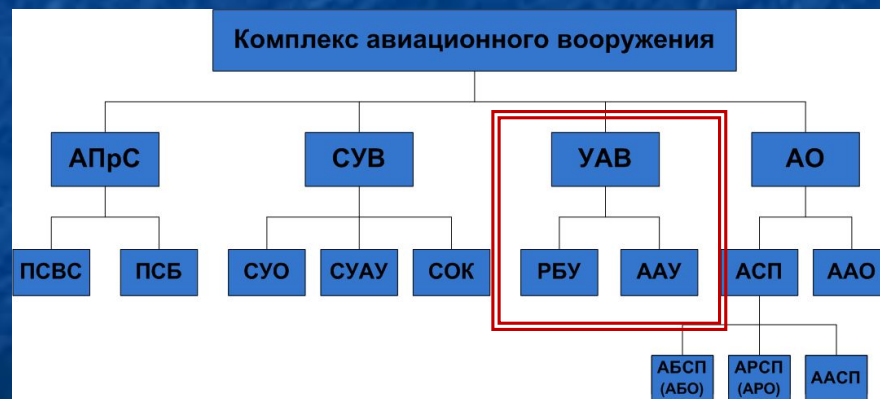 Комплекс авиационного вооружения
АПрС
СУВ
УАВ
АО
ПСВС
ПСБ
СУО
СУАУ
СОК
РБУ
ААУ
АСП
ААО
АБСП
(АБО)
АРСП
(АРО)
ААСП